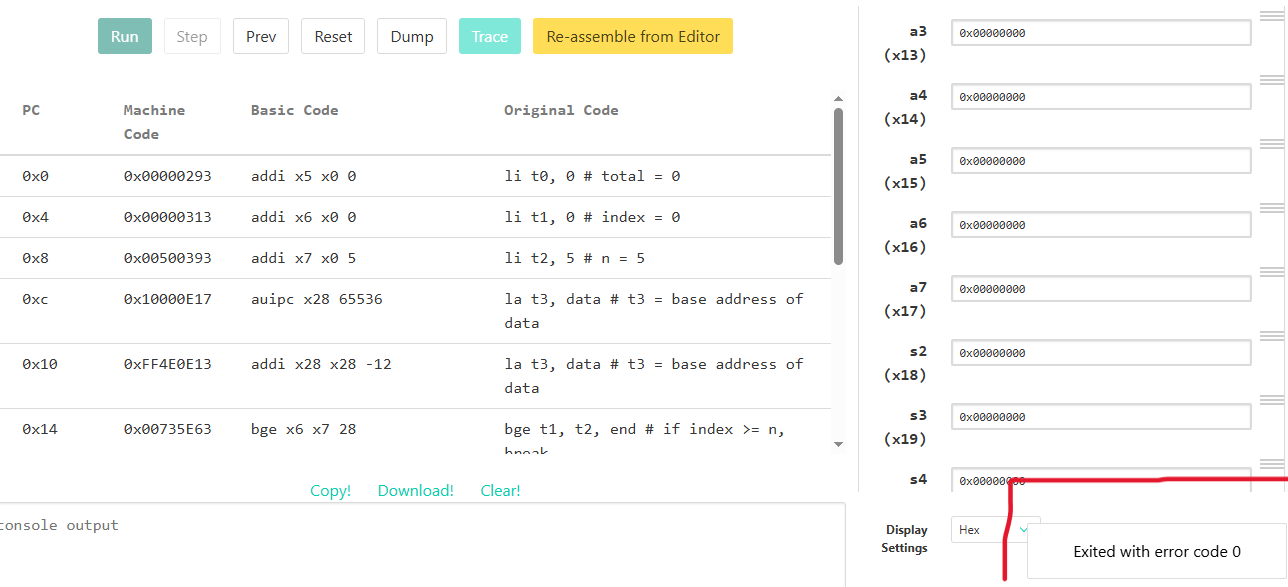 Run Step Prev Reset Dump Trace Re-assemble from Editor
PC Machine Code Basic Code Original Code
0x0 0x00000293 addi x5 x0 0 li t0, 0 # total = 0
0x4 0x00000313 addi x6 x0 0 li t1, 0 # index = 0
0x8 0x00500393 addi x7 x0 5 li t2, 5 # n = 5
0xc 0x10000E17 auipc x28 65536 la t3, data # t3 = base address of
data
0x10 0xFF4E0E13 addi x28 x28 -12 la t3, data # t3 = base address of
data
0x14 0x00735E63 bge x6 x7 28 bge t1, t2, end # if index >= n,
break
Copy! Download! Clear!
console output
a3
(x13) 0x00000000
a4
(x14) 0x00000000
a5
(x15) 0x00000000
a6
(x16) 0x00000000
a7
(x17) 0x00000000
s2
(x18) 0x00000000
s3
(x19) 0x00000000
s4 0x00000000
Display
Settings Hex
Exited with error code 0